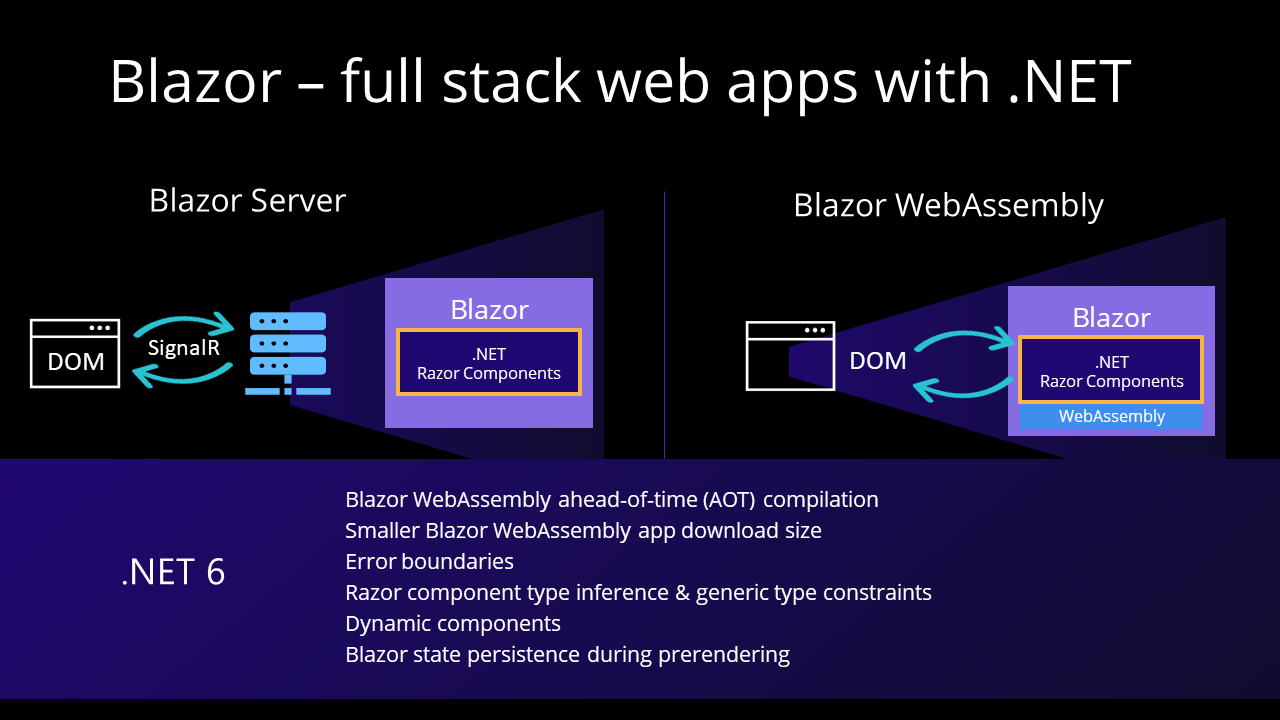 Blazor – full stack web apps with .NET
Blazor Server
DOM
SignalR
Blazor
.NET
Razor Components
Blazor WebAssembly
DOM
Blazor
.NET
Razor Components
WebAssembly
.NET 6
Blazor WebAssembly ahead-of-time (AOT) compilation
Smaller Blazor WebAssembly app download size
Error boundaries
Razor component type inference & generic type constraints
Dynamic components
Blazor state persistence during prerendering